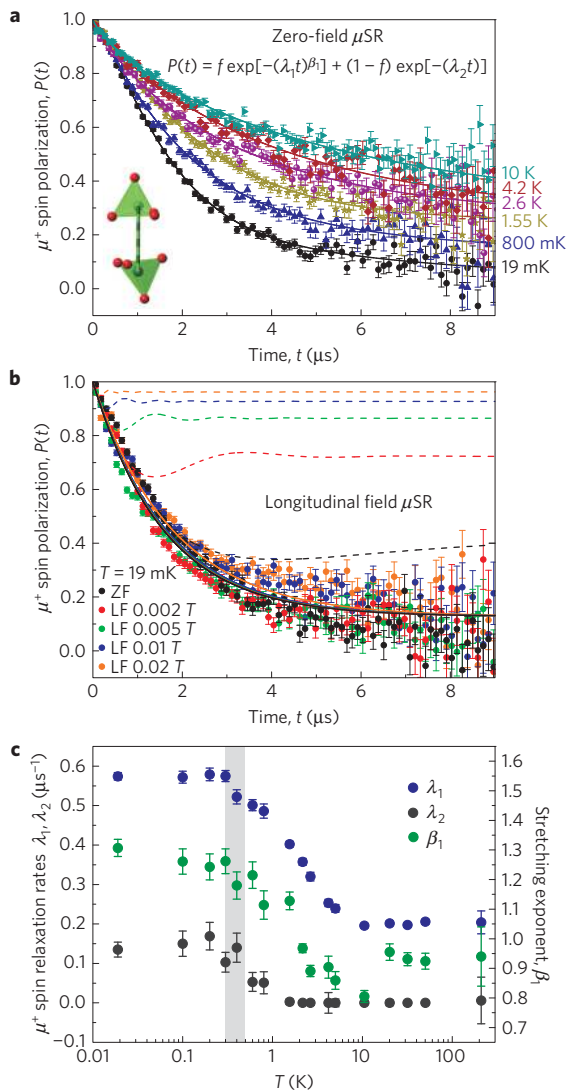 a
Zero-field μSR
P(t) = f exp[−(λ₁t)^β₁] + (1 − f) exp[−(λ₂t)]
μ⁺ spin polarization, P(t)
1.0
0.8
0.6
0.4
0.2
0.0
10 K
4.2 K
2.6 K
1.55 K
800 mK
19 mK
0 2 4 6 8
Time, t (μs)
b
μ⁺ spin polarization, P(t)
1.0
0.8
0.6
0.4
0.2
0.0
Longitudinal field μSR
T = 19 mK
ZF
LF 0.002 T
LF 0.005 T
LF 0.01 T
LF 0.02 T
0 2 4 6 8
Time, t (μs)
c
μ⁺ spin relaxation rates λ₁, λ₂ (μs⁻¹)
0.6
0.5
0.4
0.3
0.2
0.1
0.0
−0.1
λ₁
λ₂
β₁
1.6
1.5
1.4
1.3
1.2
1.1
1.0
0.9
0.8
0.7
Stretching exponent, β₁
0.01 0.1 1 10 100
T (K)